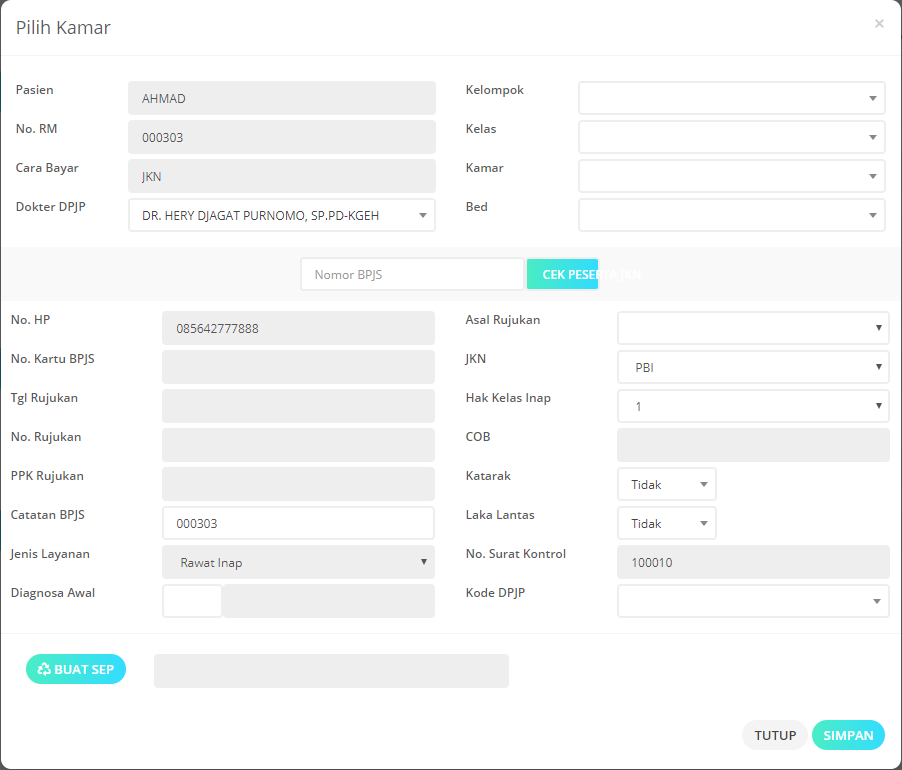 Pilih Kamar
×
Pasien
AHMAD
Kelompok
No. RM
000303
Kelas
Cara Bayar
JKN
Kamar
Dokter DPJP
DR. HERY DJAGAT PURNOMO, SP.PD-KGEH
Bed
Nomor BPJS
CEK PESERTA JKN
No. HP
085642777888
Asal Rujukan
No. Kartu BPJS
JKN
PBI
Tgl Rujukan
Hak Kelas Inap
1
No. Rujukan
COB
PPK Rujukan
Katarak
Tidak
Catatan BPJS
000303
Laka Lantas
Tidak
Jenis Layanan
Rawat Inap
No. Surat Kontrol
100010
Diagnosa Awal
Kode DPJP
BUAT SEP
TUTUP
SIMPAN